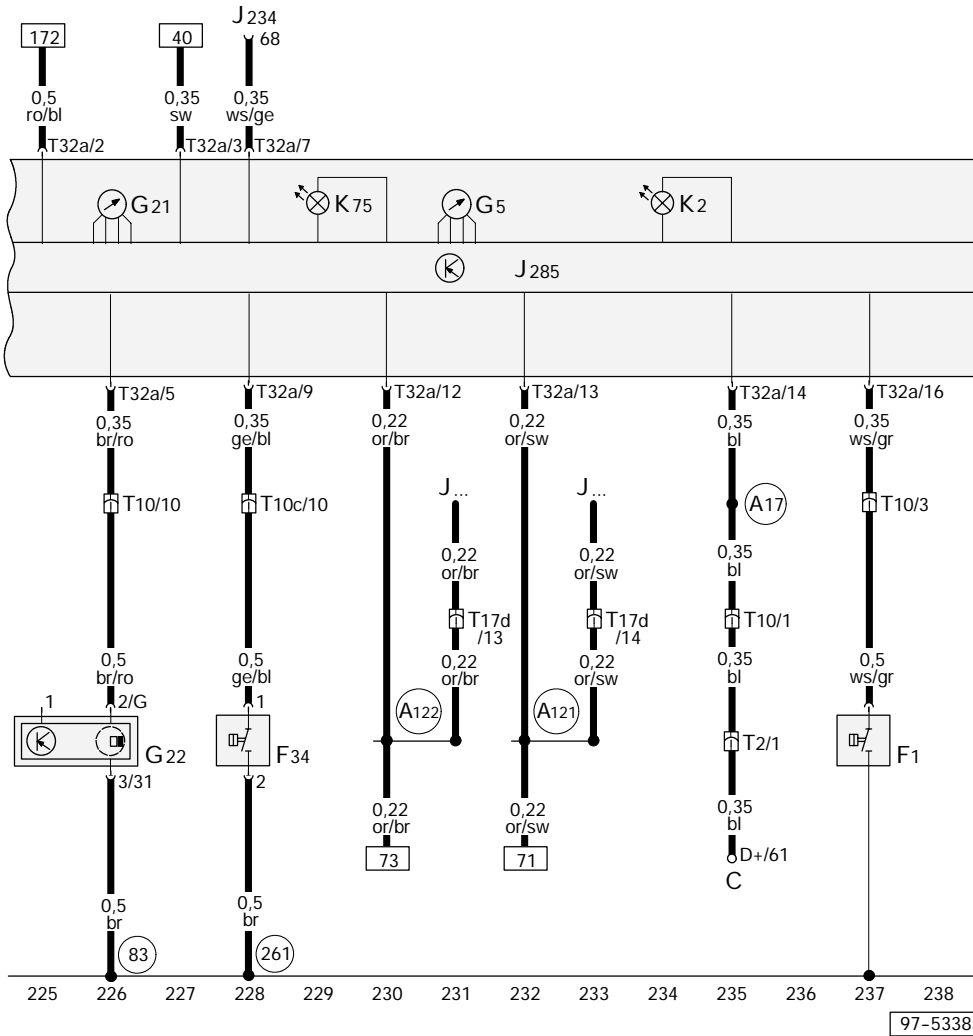 172
40
J234
68
0,5
ro/bl
0,35
sw
0,35
ws/ge
T32a/2
T32a/3
T32a/7
G21
K75
G5
K2
J285
T32a/5
T32a/9
T32a/12
T32a/13
T32a/14
T32a/16
0,35
br/ro
0,35
ge/bl
0,22
or/br
0,22
or/sw
0,35
bl
0,35
ws/gr
T10/10
T10c/10
J...
J...
A17
T10/3
0,22
or/br
0,22
or/sw
0,35
bl
T17d
/13
T17d
/14
T10/1
0,5
br/ro
0,5
ge/bl
0,22
or/br
0,22
or/sw
0,35
bl
0,5
ws/gr
1
2/G
1
A122
A121
G22
F34
T2/1
F1
3/31
2
0,22
or/br
0,22
or/sw
0,35
bl
73
71
D+/61
C
0,5
br
0,5
br
83
261
225 226 227 228 229 230 231 232 233 234 235 236 237 238
97-5338